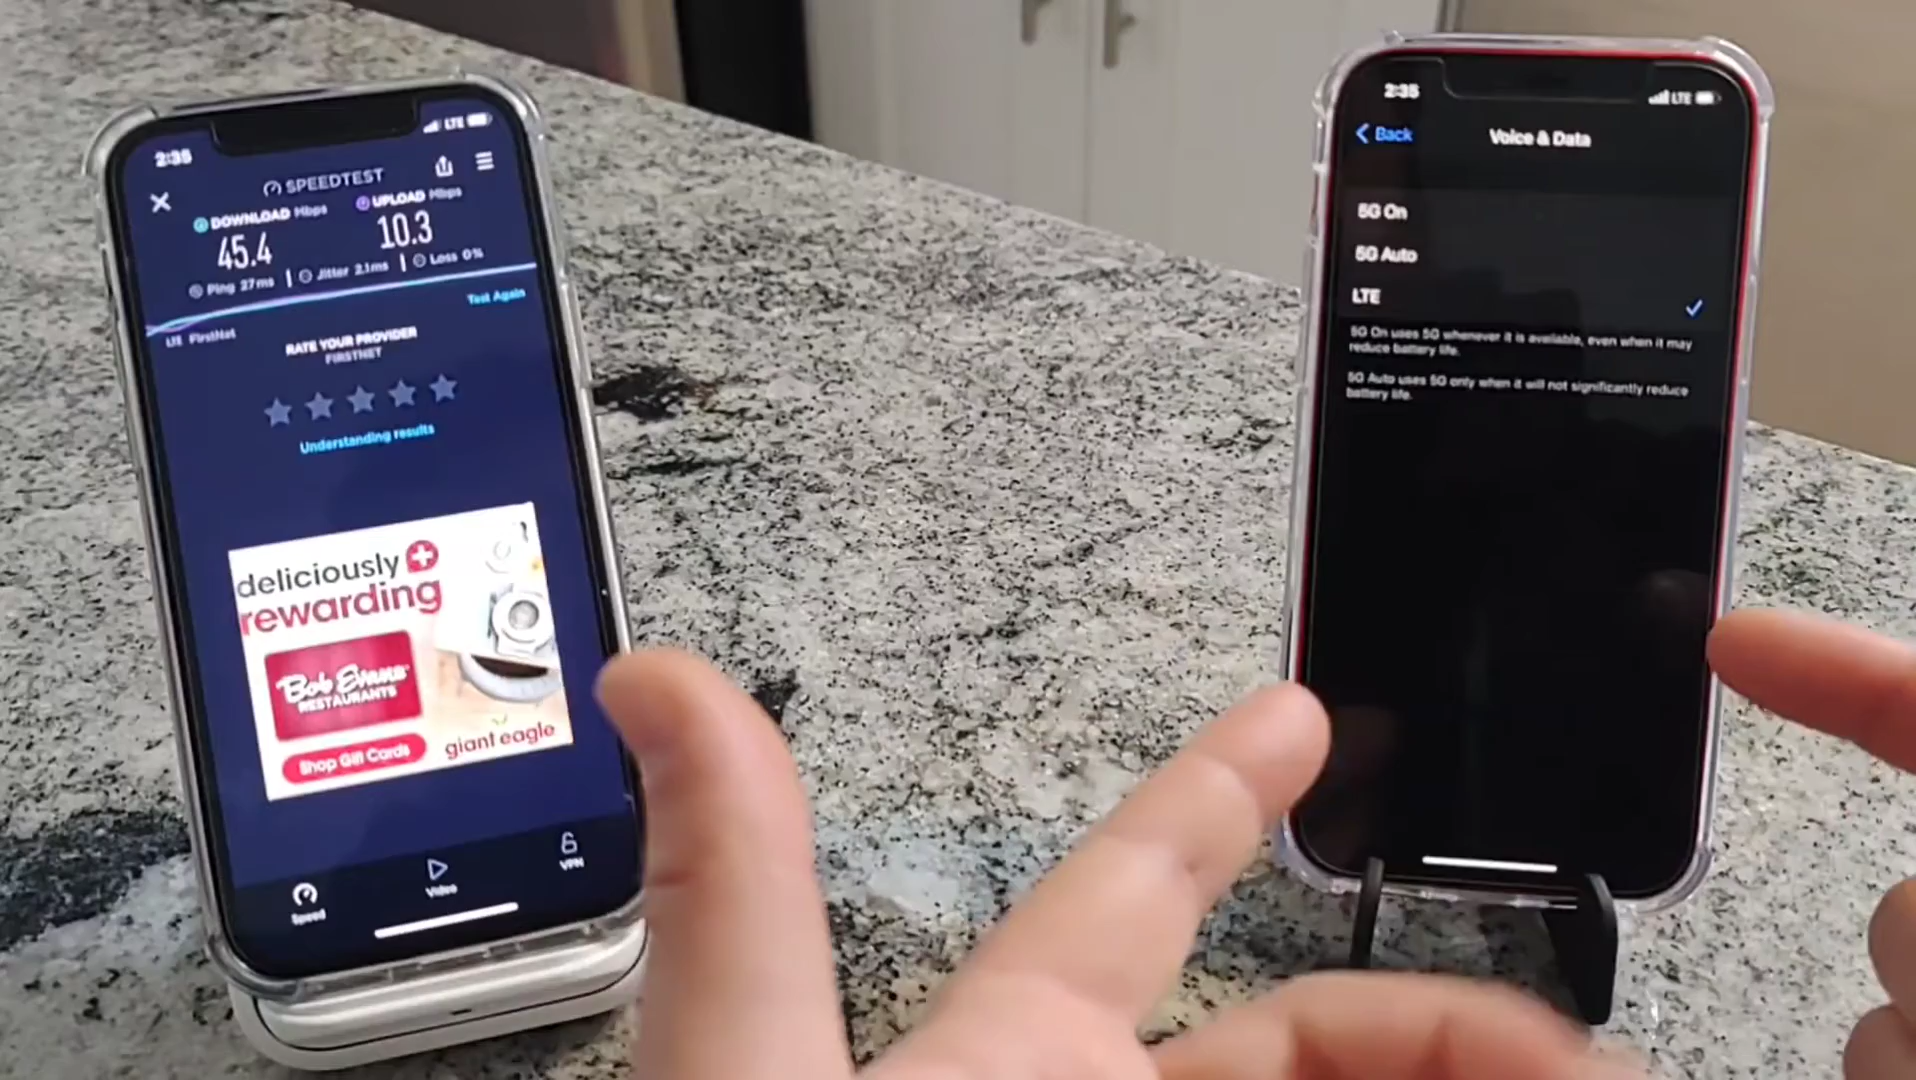 2:35
LTE
SPEEDTEST
DOWNLOAD Mbps
UPLOAD Mbps
45.4
10.3
Ping 27ms
Jitter 2.1ms
Loss 0%
Test Again
LTE FirstNet
RATE YOUR PROVIDER
FIRSTNET
Understanding results
deliciously
rewarding
Bob Evans
RESTAURANTS
Shop Gift Cards
giant eagle
Speed
Video
VPN
2:35
LTE
Back
Voice & Data
5G On
5G Auto
LTE
5G On uses 5G whenever it is available, even when it may
reduce battery life.
5G Auto uses 5G only when it will not significantly reduce
battery life.